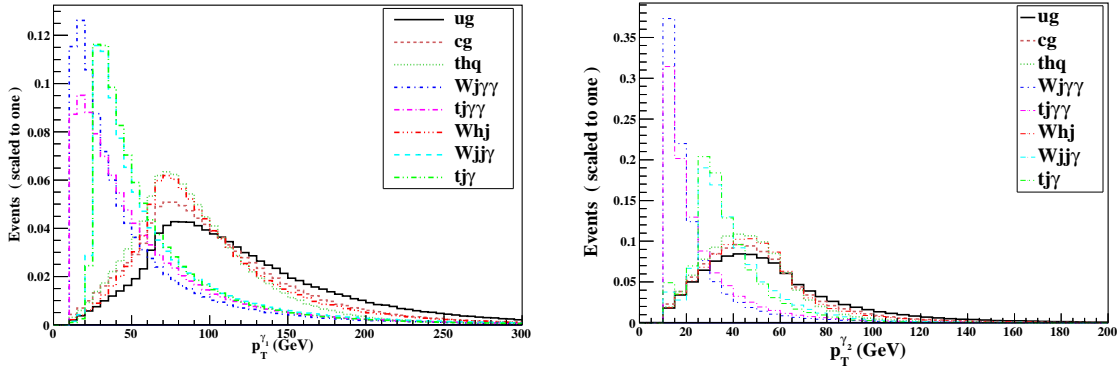 Events ( scaled to one )
0.12
0.1
0.08
0.06
0.04
0.02
0
0 50 100 150 200 250 300
p_T^{γ_1} (GeV)
ug
cg
thq
Wjγγ
tjγγ
Whj
Wjjγ
tjγ
Events ( scaled to one )
0.35
0.3
0.25
0.2
0.15
0.1
0.05
0
0 20 40 60 80 100 120 140 160 180 200
p_T^{γ_2} (GeV)
ug
cg
thq
Wjγγ
tjγγ
Whj
Wjjγ
tjγ